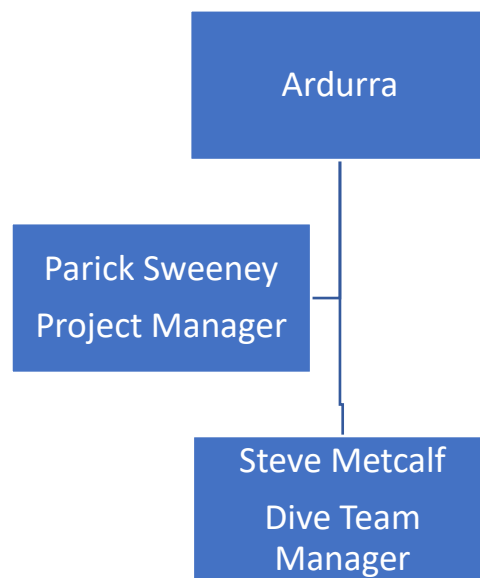 Ardurra
Parick Sweeney
Project Manager
Steve Metcalf
Dive Team
Manager